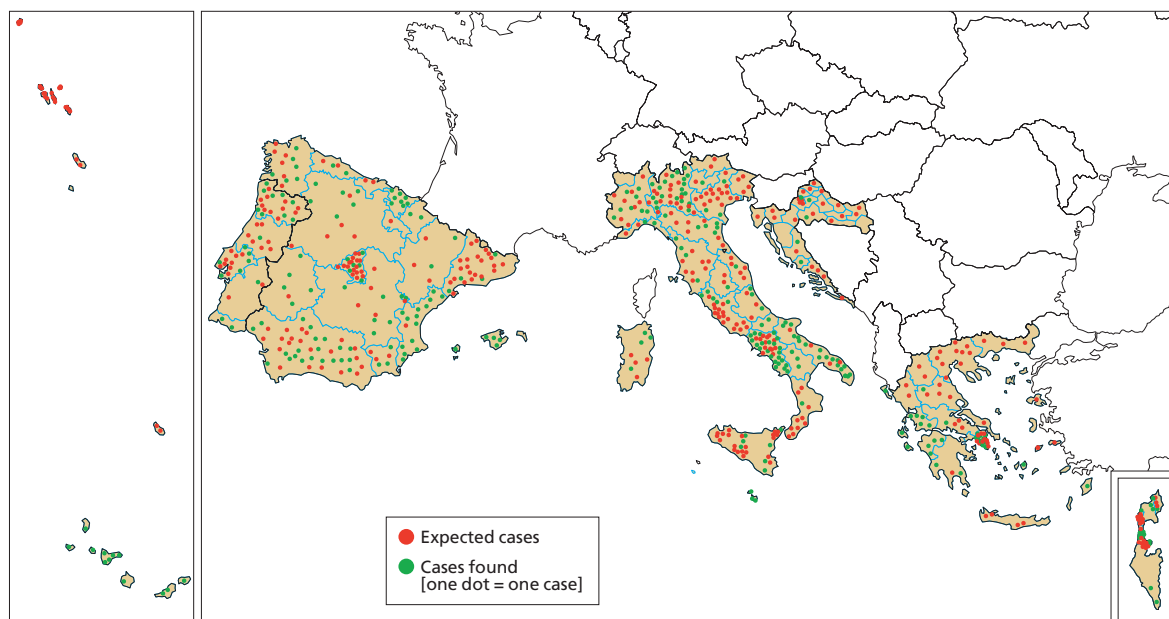 Expected cases
Cases found
[one dot = one case]